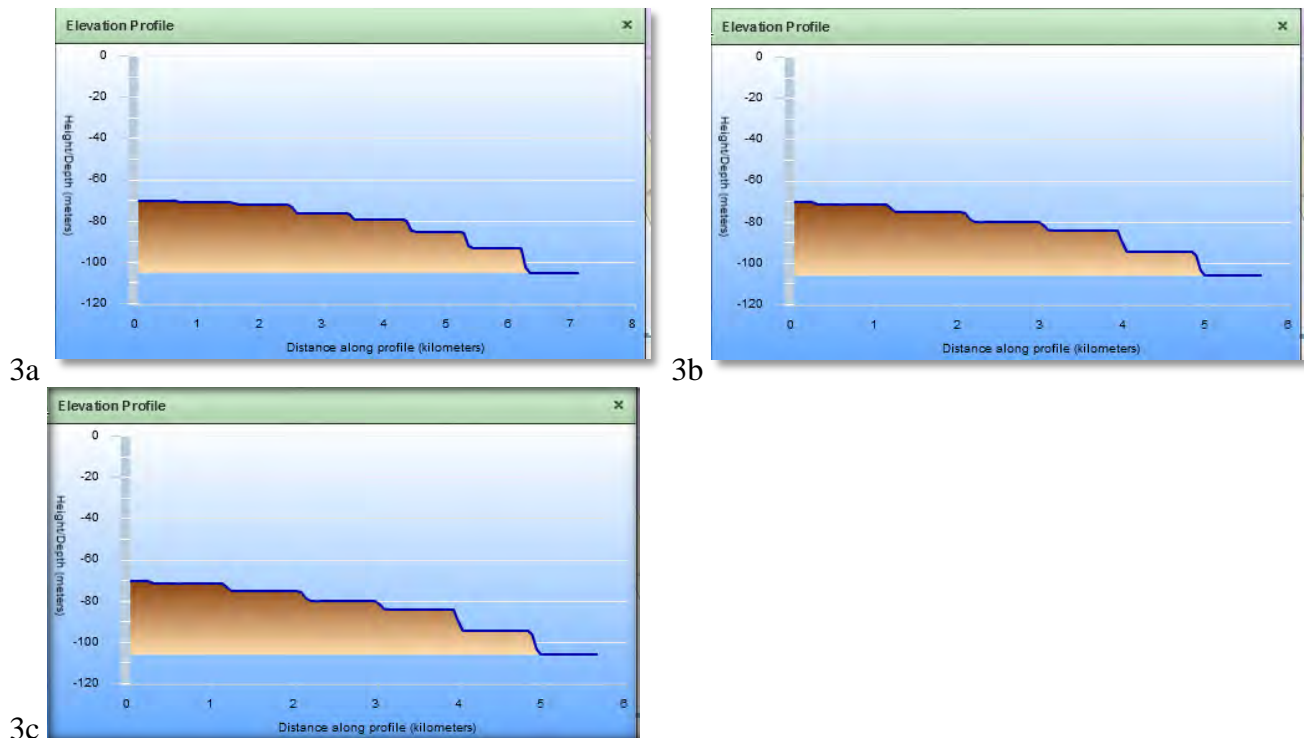 Elevation Profile ×
0
-20
-40
-60
-80
-100
-120
Height/Depth (meters)
0 1 2 3 4 5 6 7 8
Distance along profile (kilometers)
3a
Elevation Profile ×
0
-20
-40
-60
-80
-100
-120
Height/Depth (meters)
0 1 2 3 4 5 6
Distance along profile (kilometers)
3b
Elevation Profile ×
0
-20
-40
-60
-80
-100
-120
Height/Depth (meters)
0 1 2 3 4 5 6
Distance along profile (kilometers)
3c